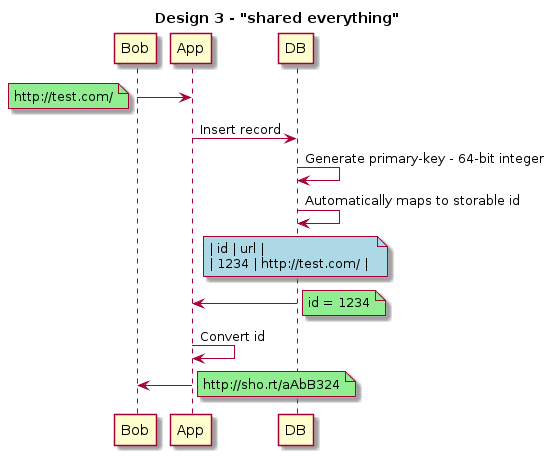 Design 3 - "shared everything"
Bob App DB
http://test.com/
Insert record
Generate primary-key - 64-bit integer
Automatically maps to storable id
| id | url |
| 1234 | http://test.com/ |
id = 1234
Convert id
http://sho.rt/aAbB324
Bob App DB